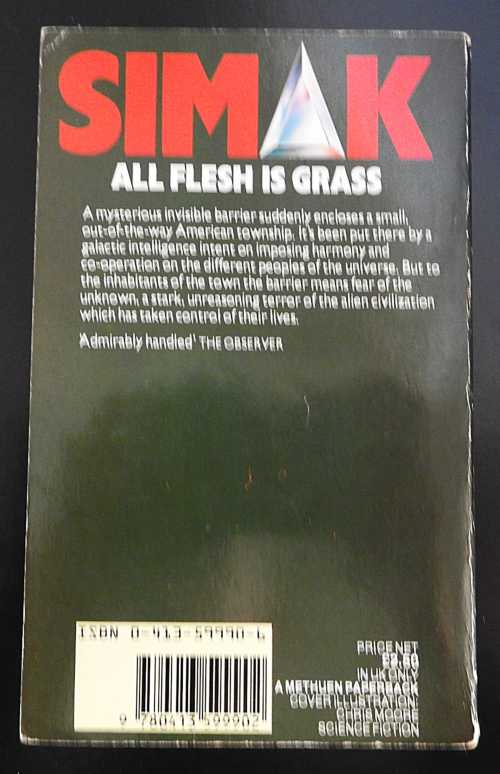 SIMAK
ALL FLESH IS GRASS
A mysterious invisible barrier suddenly encloses a small,
out-of-the-way American township. It's been put there by a
galactic intelligence intent on imposing harmony and
co-operation on the different peoples of the universe. But to
the inhabitants of the town the barrier means fear of the
unknown, a stark, unreasoning terror of the alien civilization
which has taken control of their lives.
'Admirably handled' THE OBSERVER
ISBN 0-413-59990-6
9 780413 599902
PRICE NET
£2.50
IN UK ONLY
A METHUEN PAPERBACK
COVER ILLUSTRATION:
CHRIS MOORE
SCIENCE FICTION